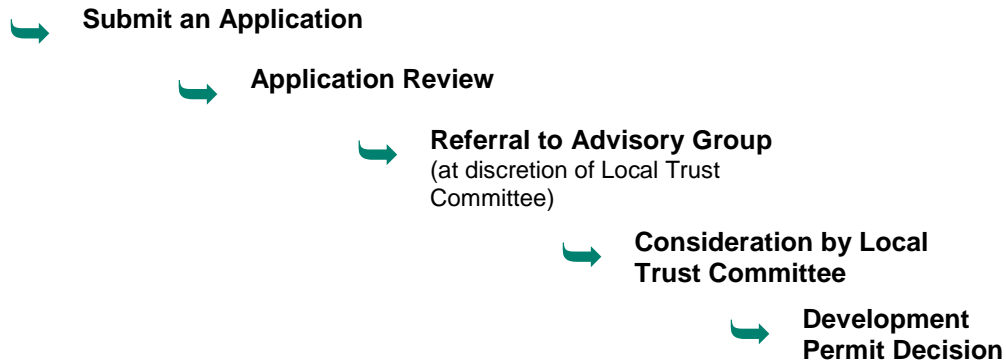 Submit an Application
Application Review
Referral to Advisory Group
(at discretion of Local Trust
Committee)
Consideration by Local
Trust Committee
Development
Permit Decision